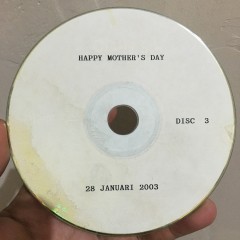 HAPPY MOTHER'S DAY
DISC 3
28 JANUARI 2003